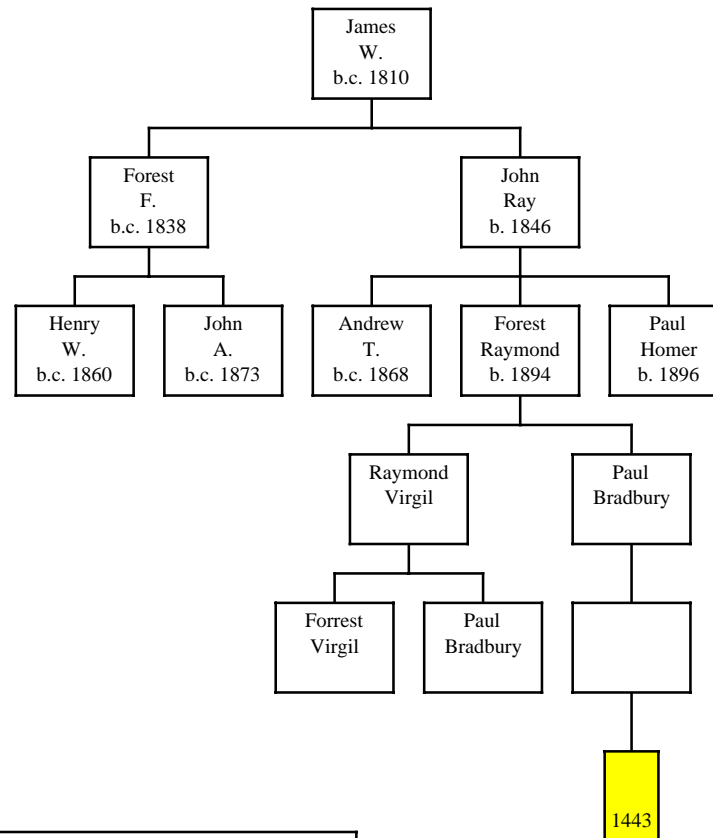 James
W.
b.c. 1810
Forest
F.
b.c. 1838
John
Ray
b. 1846
Henry
W.
b.c. 1860
John
A.
b.c. 1873
Andrew
T.
b.c. 1868
Forest
Raymond
b. 1894
Paul
Homer
b. 1896
Raymond
Virgil
Paul
Bradbury
Forrest
Virgil
Paul
Bradbury
1443